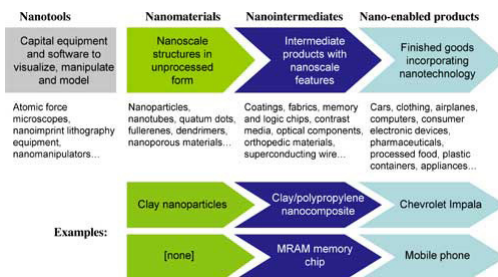 Nanotools
Nanomaterials
Nanointermediates
Nano-enabled products
Capital equipment
and software to
visualize, manipulate
and model
Nanoscale
structures in
unprocessed
form
Intermediate
products with
nanoscale
features
Finished goods
incorporating
nanotechnology
Atomic force
microscopes,
nanoimprint lithography
equipment,
nanomanipulators…
Nanoparticles,
nanotubes, quatum dots,
fullerenes, dendrimers,
nanoporous materials…
Coatings, fabrics, memory
and logic chips, contrast
media, optical components,
orthopedic materials,
superconducting wire…
Cars, clothing, airplanes,
computers, consumer
electronic devices,
pharmaceuticals,
processed food, plastic
containers, appliances…
Examples:
Clay nanoparticles
Clay/polypropylene
nanocomposite
Chevrolet Impala
[none]
MRAM memory
chip
Mobile phone